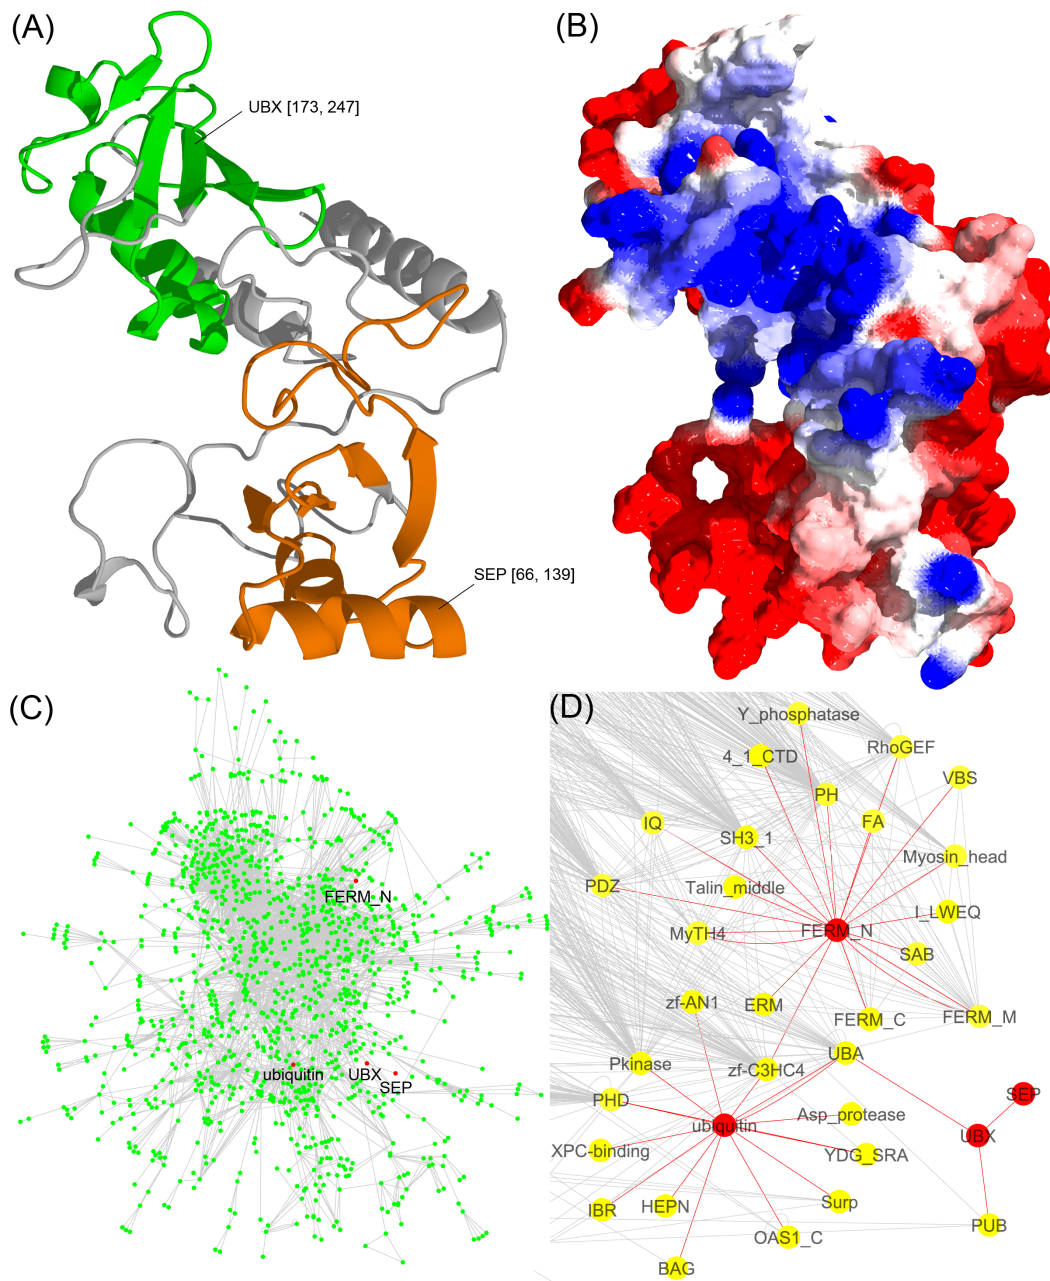 (A)
(B)
UBX [173, 247]
SEP [66, 139]
(C)
FERM_N
ubiquitin
UBX
SEP
(D)
Y_phosphatase
4_1_CTD
RhoGEF
VBS
PH
IQ
FA
SH3_1
Myosin_head
PDZ
Talin_middle
I_LWEQ
MyTH4
FERM_N
SAB
zf-AN1
ERM
FERM_C
FERM_M
UBA
Pkinase
zf-C3HC4
PHD
SEP
Asp_protease
ubiquitin
UBX
XPC-binding
YDG_SRA
IBR
HEPN
Surp
PUB
OAS1_C
BAG